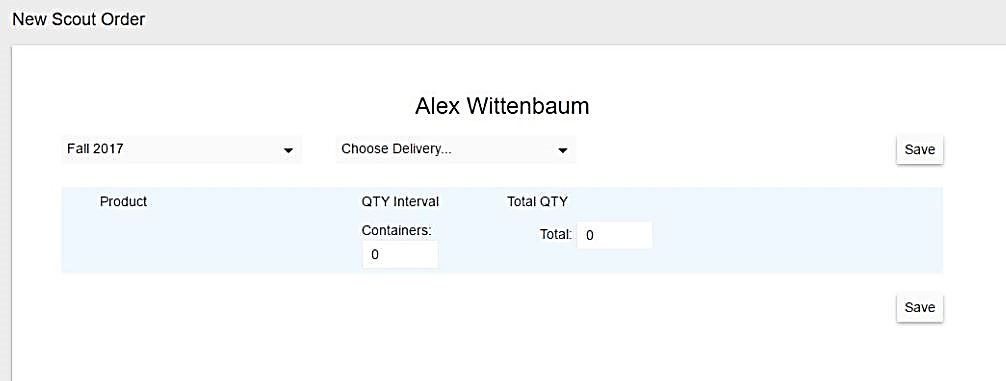 New Scout Order
Alex Wittenbaum
Fall 2017 Choose Delivery... Save
Product QTY Interval Total QTY
Containers:
Total: 0
0
Save